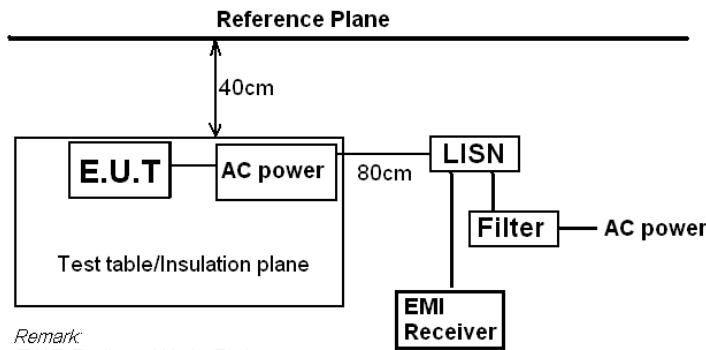 Reference Plane
40cm
E.U.T
AC power
80cm
LISN
Filter
AC power
Test table/Insulation plane
EMI
Receiver
Remark: